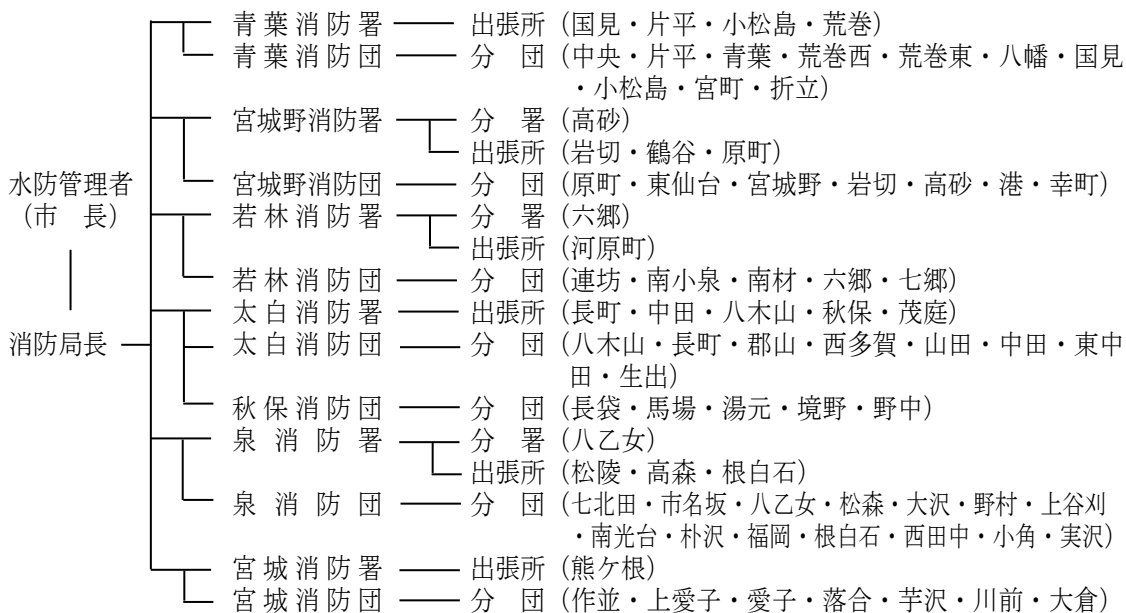 青葉消防署 出張所（国見・片平・小松島・荒巻）
青葉消防団 分　団（中央・片平・青葉・荒巻西・荒巻東・八幡・国見
・小松島・宮町・折立）
宮城野消防署 分　署（高砂）
出張所（岩切・鶴谷・原町）
水防管理者
（市　長）
宮城野消防団 分　団（原町・東仙台・宮城野・岩切・高砂・港・幸町）
若林消防署 分　署（六郷）
出張所（河原町）
若林消防団 分　団（連坊・南小泉・南材・六郷・七郷）
太白消防署 出張所（長町・中田・八木山・秋保・茂庭）
消防局長
太白消防団 分　団（八木山・長町・郡山・西多賀・山田・中田・東中
田・生出）
秋保消防団 分　団（長袋・馬場・湯元・境野・野中）
泉消防署 分　署（八乙女）
出張所（松陵・高森・根白石）
泉消防団 分　団（七北田・市名坂・八乙女・松森・大沢・野村・上谷刈
・南光台・朴沢・福岡・根白石・西田中・小角・実沢）
宮城消防署 出張所（熊ケ根）
宮城消防団 分　団（作並・上愛子・愛子・落合・芋沢・川前・大倉）